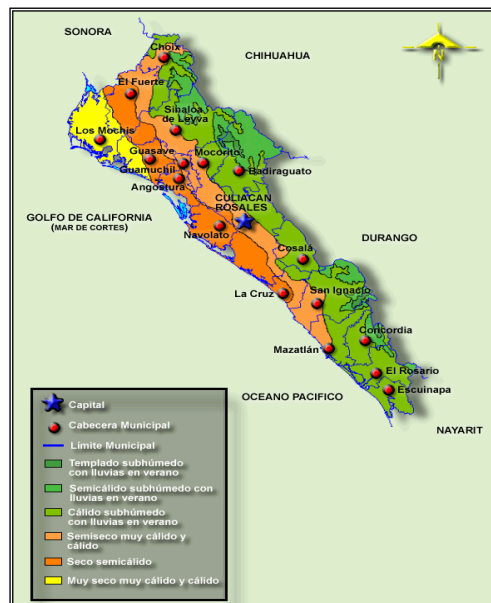 SONORA
CHIHUAHUA
N
Choix
El Fuerte
Sinaloa
de Leyva
Los Mochis
Guasave
Mocorito
Guamuchil
Badiraguato
Angostura
CULIACAN
ROSALES
GOLFO DE CALIFORNIA
(MAR DE CORTES)
Navolato
DURANGO
Cosalá
La Cruz
San Ignacio
Concordia
Mazatlán
El Rosario
Escuinapa
OCEANO PACIFICO
NAYARIT
Capital
Cabecera Municipal
Límite Municipal
Templado subhúmedo
con lluvias en verano
Semicálido subhúmedo con
lluvias en verano
Cálido subhúmedo
con lluvias en verano
Semiseco muy cálido y
cálido
Seco semicálido
Muy seco muy cálido y cálido